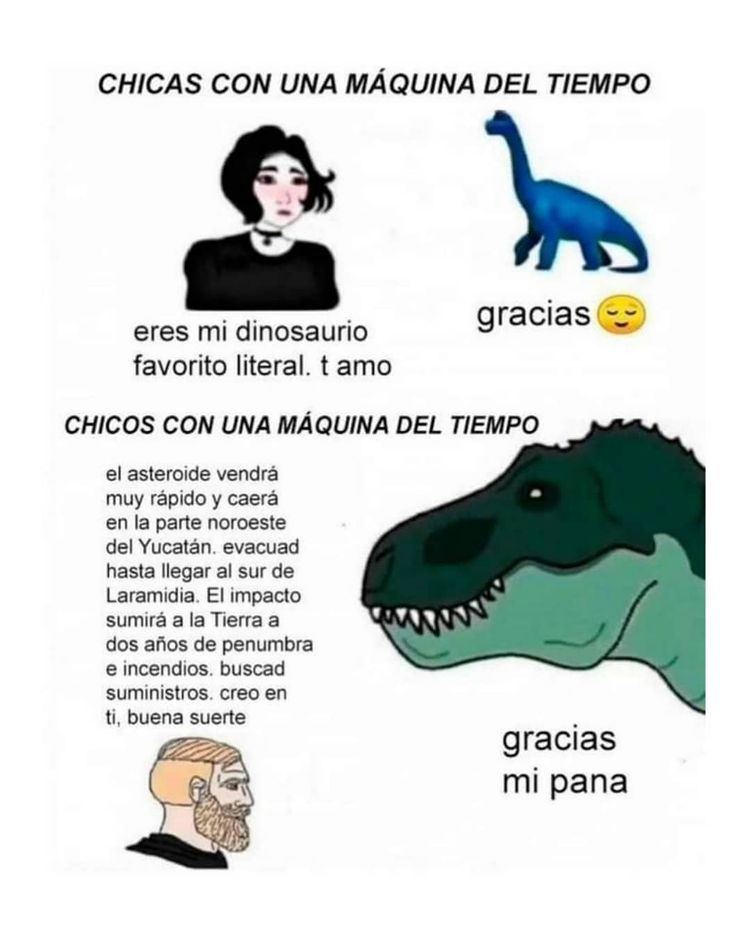 CHICAS CON UNA MÁQUINA DEL TIEMPO
eres mi dinosaurio
favorito literal. t amo
gracias😌
CHICOS CON UNA MÁQUINA DEL TIEMPO
el asteroide vendrá
muy rápido y caerá
en la parte noroeste
del Yucatán. evacuad
hasta llegar al sur de
Laramidia. El impacto
sumirá a la Tierra a
dos años de penumbra
e incendios. buscad
suministros. creo en
ti, buena suerte
gracias
mi pana